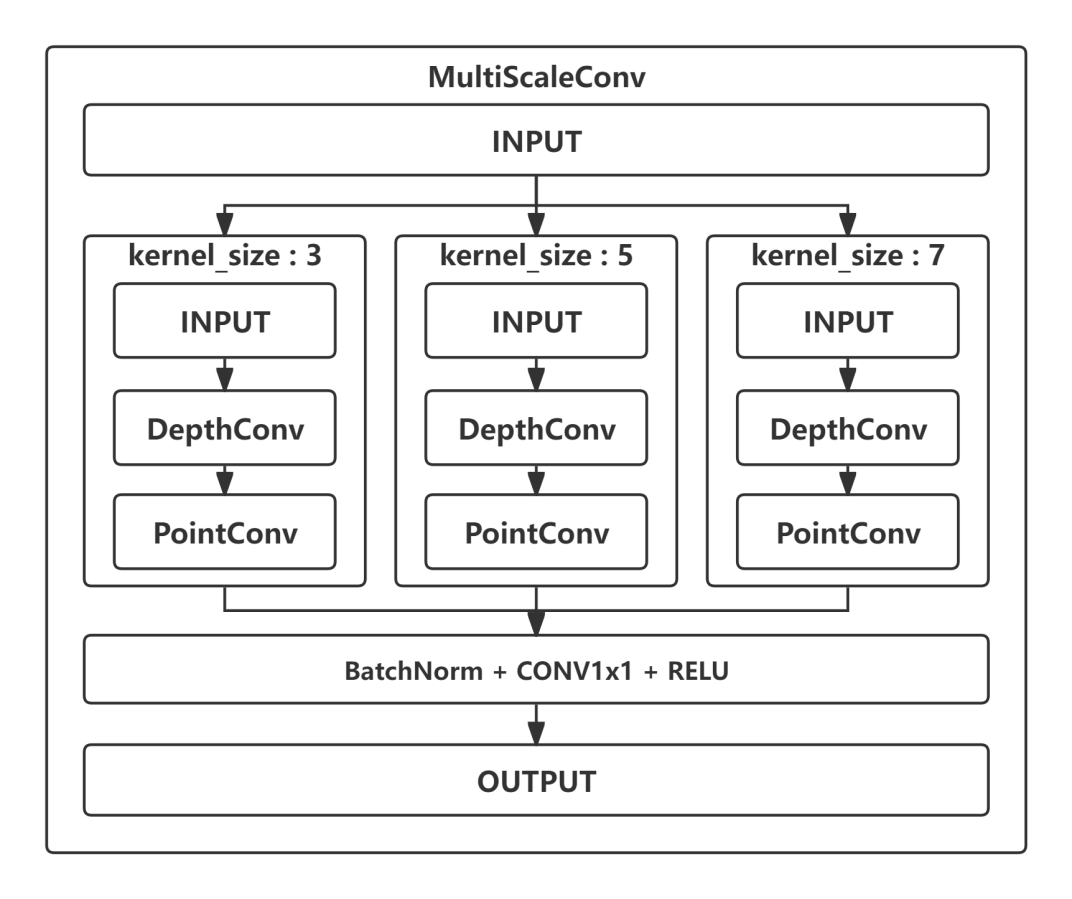 MultiScaleConv
INPUT
kernel_size : 3
INPUT
DepthConv
PointConv
kernel_size : 5
INPUT
DepthConv
PointConv
kernel_size : 7
INPUT
DepthConv
PointConv
BatchNorm + CONV1x1 + RELU
OUTPUT